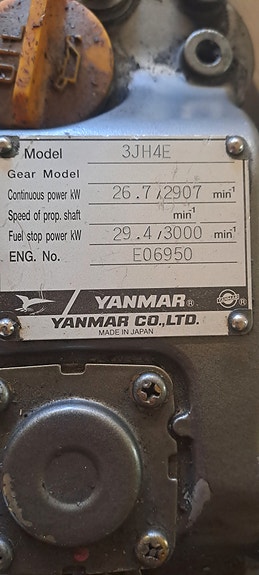 Model 3JH4E
Gear Model
Continuous power kW 26.7/2907 min⁻¹
Speed of prop. shaft min⁻¹
Fuel stop power kW 29.4/3000 min⁻¹
ENG. No. E06950
YANMAR®
YANMAR CO.,LTD.
MADE IN JAPAN